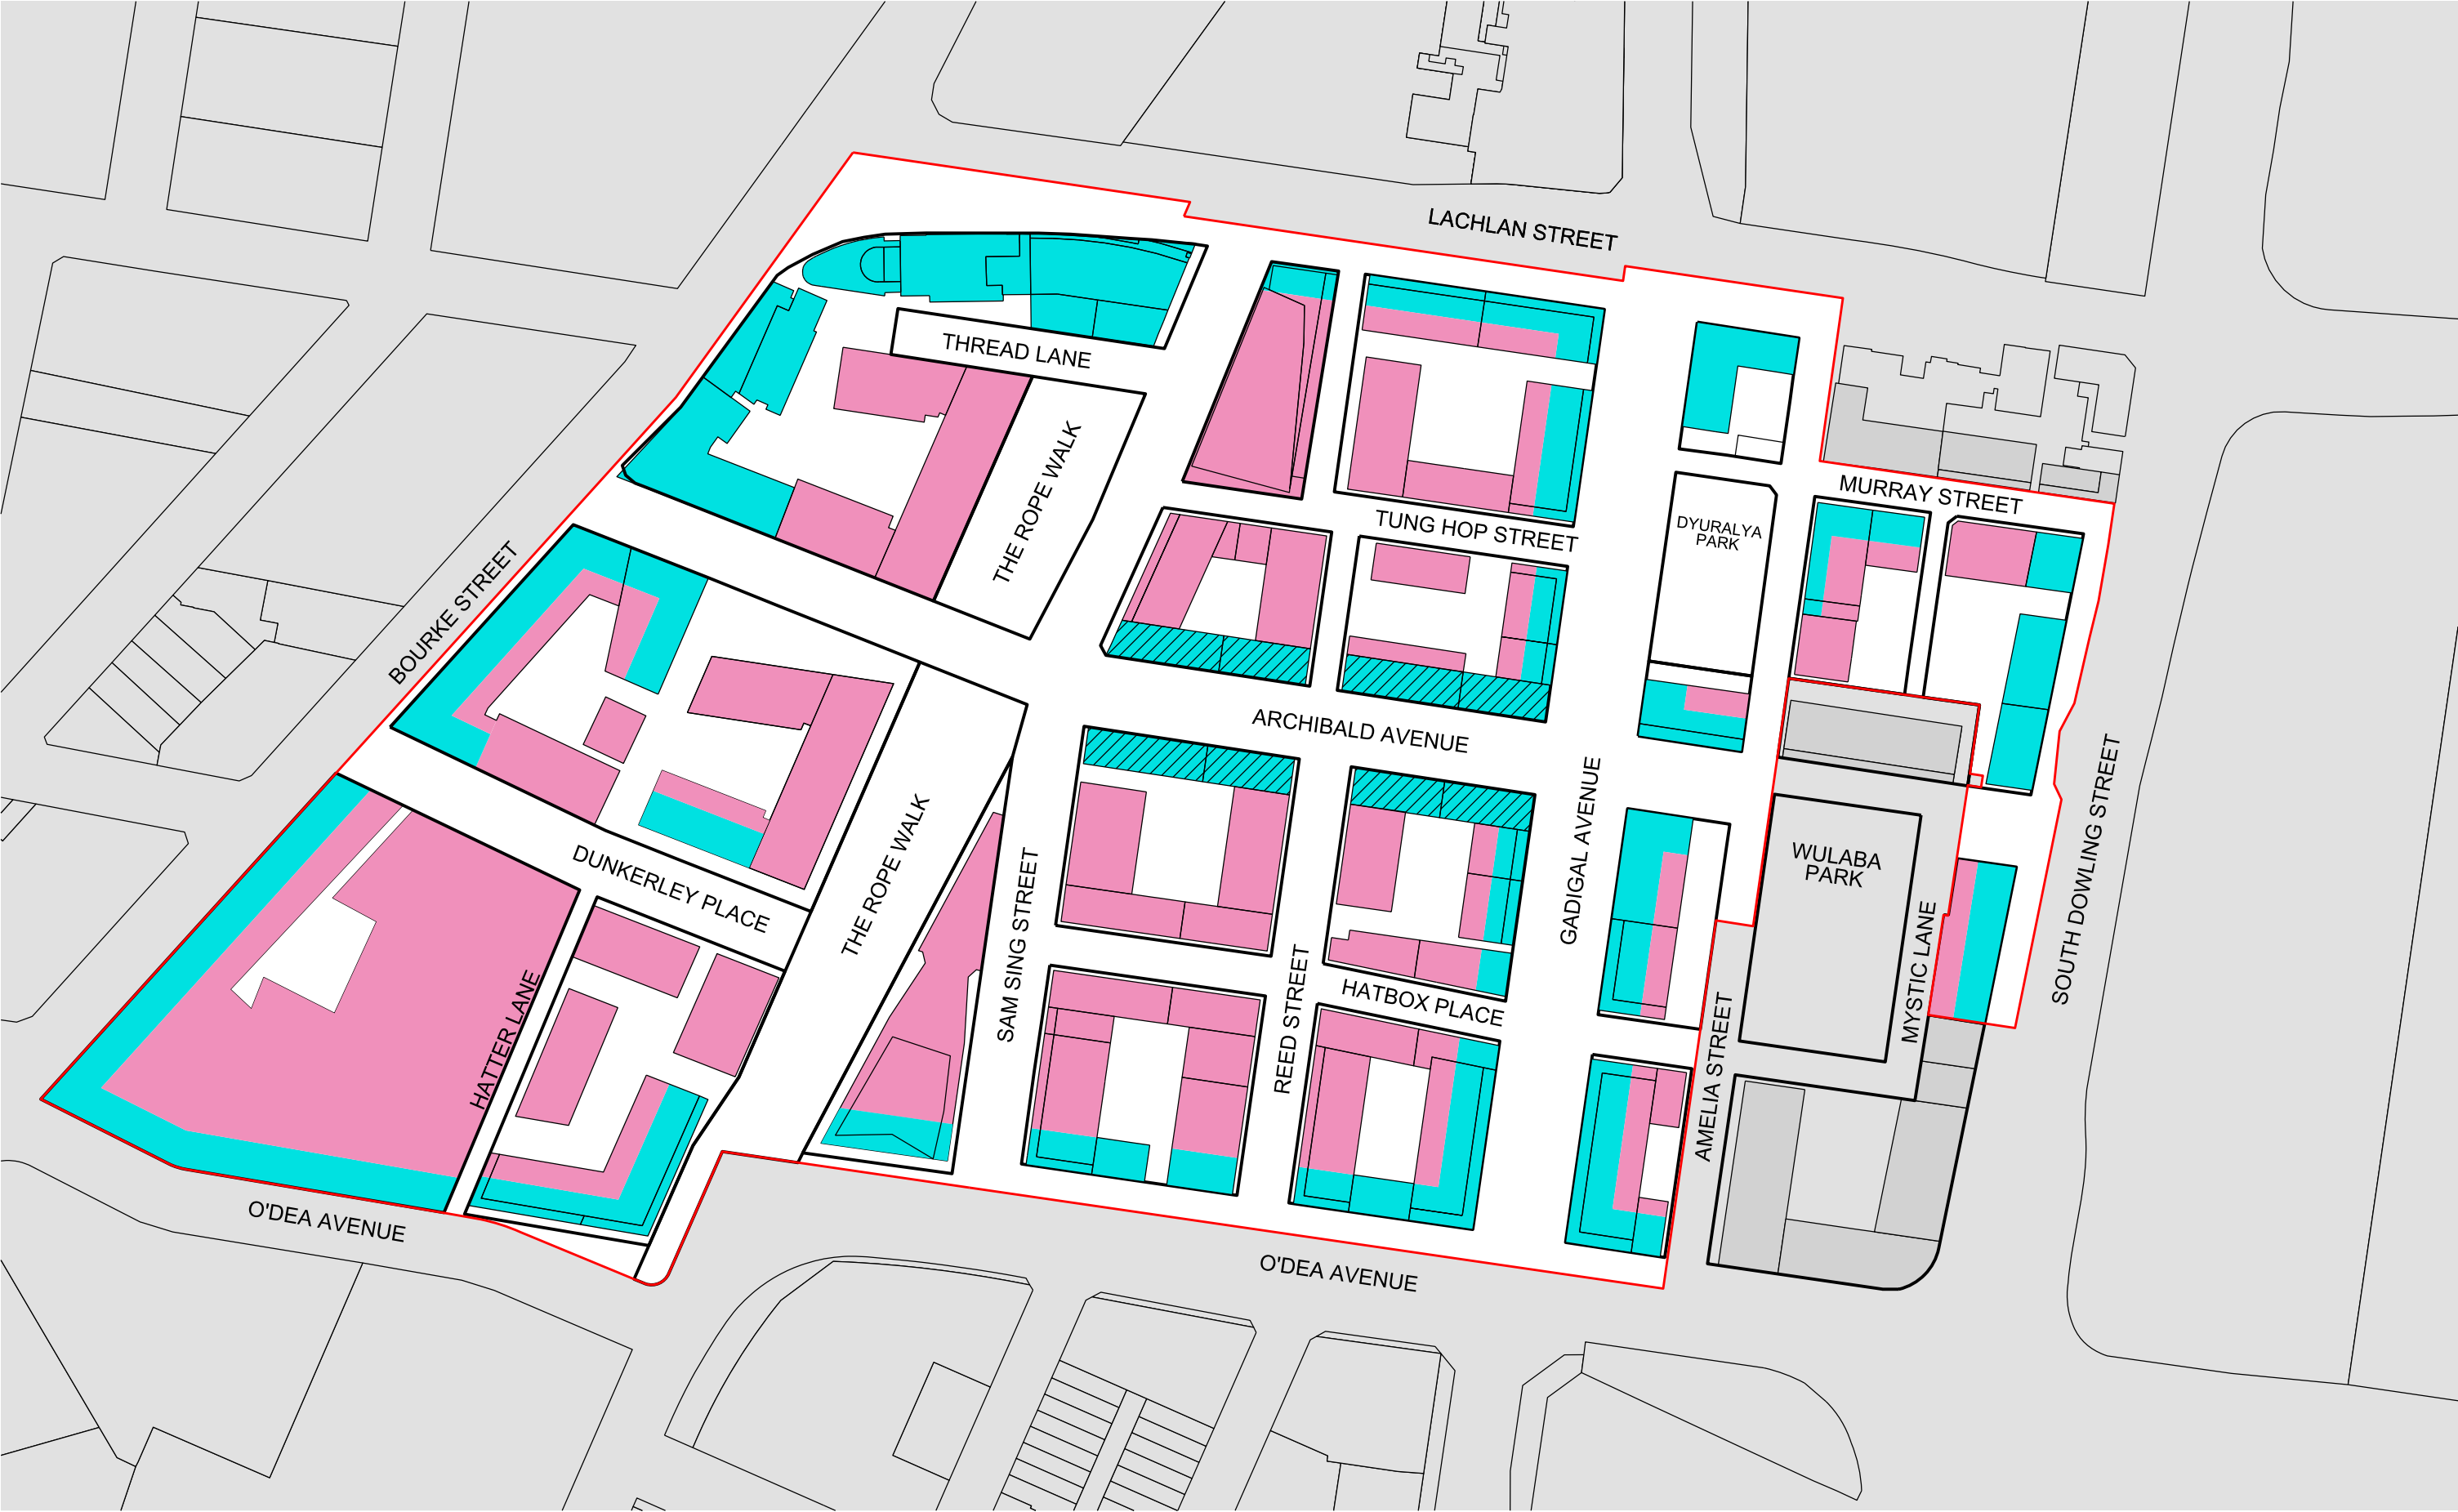 LACHLAN STREET
THREAD LANE
THE ROPE WALK
MURRAY STREET
TUNG HOP STREET
DYURALYA
PARK
BOURKE STREET
ARCHIBALD AVENUE
GADIGAL AVENUE
SOUTH DOWLING STREET
THE ROPE WALK
DUNKERLEY PLACE
WULABA
PARK
SAM SING STREET
MYSTIC LANE
HATTER LANE
REED STREET
HATBOX PLACE
AMELIA STREET
O'DEA AVENUE
O'DEA AVENUE